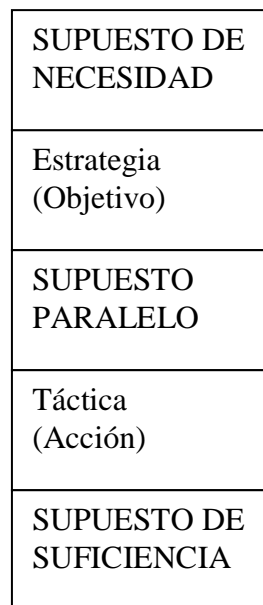 SUPUESTO DE
NECESIDAD
Estrategia
(Objetivo)
SUPUESTO
PARALELO
Táctica
(Acción)
SUPUESTO DE
SUFICIENCIA